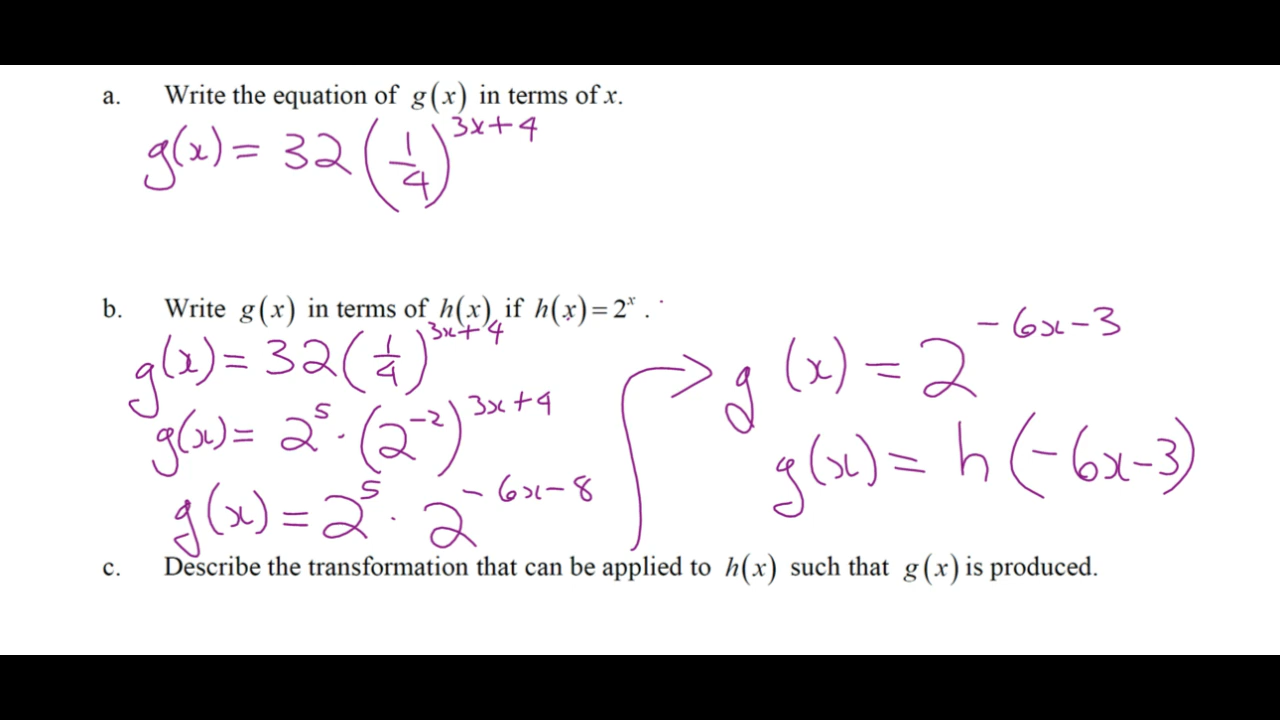 a. Write the equation of g(x) in terms of x.
g(x) = 32 (1/4)^{3x+4}
b. Write g(x) in terms of h(x) if h(x) = 2^x .
g(x) = 32 (1/4)^{3x+4}
g(x) = 2^5 · (2^{-2})^{3x+4}
g(x) = 2^5 · 2^{-6x-8}
g(x) = 2^{-6x-3}
g(x) = h(-6x-3)
c. Describe the transformation that can be applied to h(x) such that g(x) is produced.